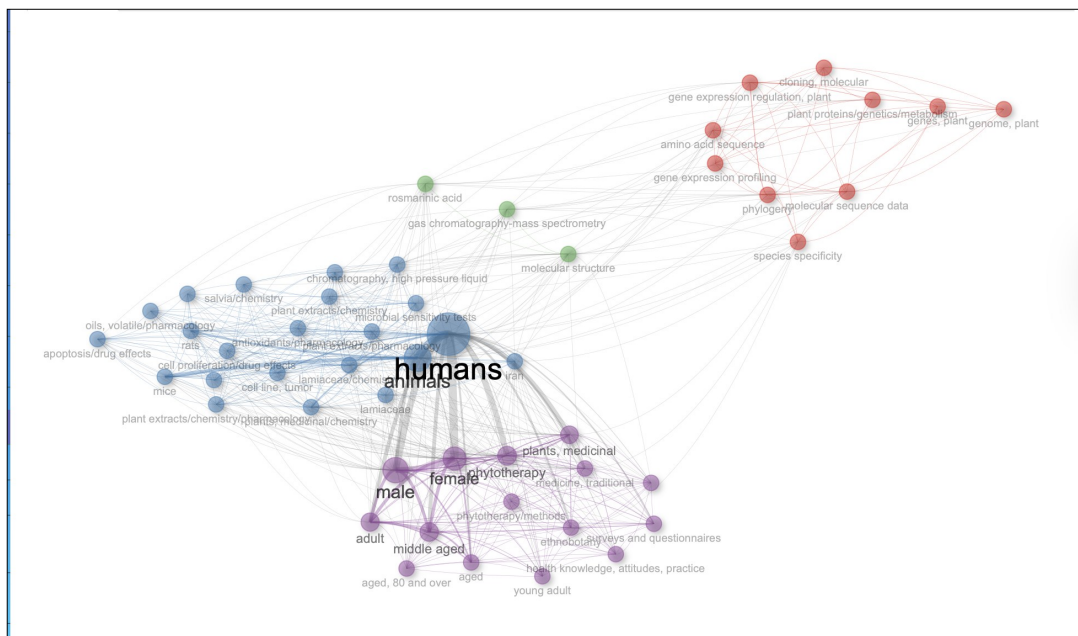 cloning, molecular
gene expression regulation, plant
plant proteins/genetics/metabolism
genes, plant
genome, plant
amino acid sequence
gene expression profiling
rosmarinic acid
phylogeny
molecular sequence data
gas chromatography-mass spectrometry
species specificity
molecular structure
chromatography, high pressure liquid
salvia/chemistry
plant extracts/chemistry
microbial sensitivity tests
oils, volatile/pharmacology
rats
antioxidants/pharmacology
plant extracts/pharmacology
apoptosis/drug effects
cell proliferation/drug effects
humans
iran
lamiaceae/chemistry
animals
mice
cell line, tumor
lamiaceae
plant extracts/chemistry/pharmacology
plants, medicinal/chemistry
plants, medicinal
phytotherapy
female
medicine, traditional
male
phytotherapy/methods
adult
ethnobotany
surveys and questionnaires
middle aged
health knowledge, attitudes, practice
aged
aged, 80 and over
young adult